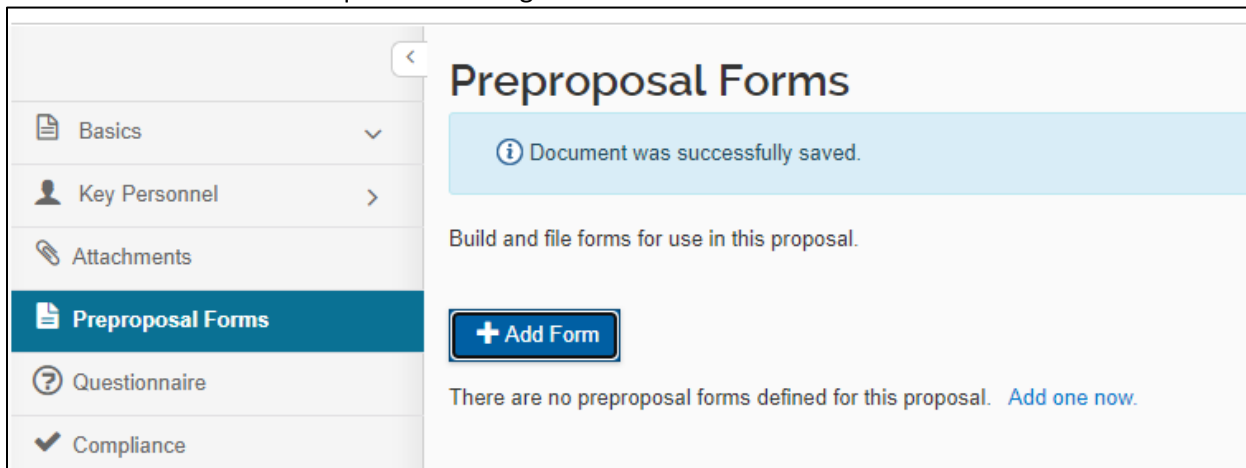 Basics
Key Personnel
Attachments
Preproposal Forms
Questionnaire
Compliance
Preproposal Forms
Document was successfully saved.
Build and file forms for use in this proposal.
Add Form
There are no preproposal forms defined for this proposal. Add one now.